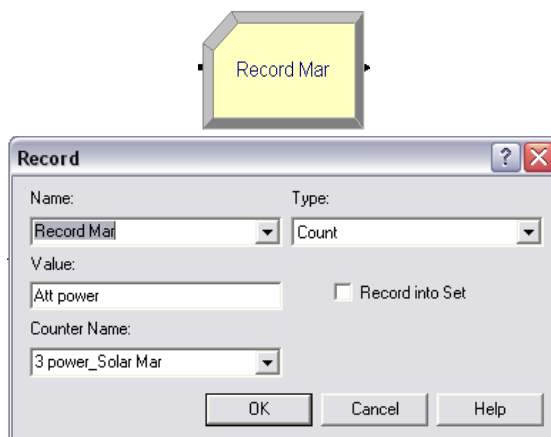 Record Mar
Record
Name:
Type:
Record Mar
Count
Value:
Att power
Record into Set
Counter Name:
3 power_Solar Mar
OK
Cancel
Help